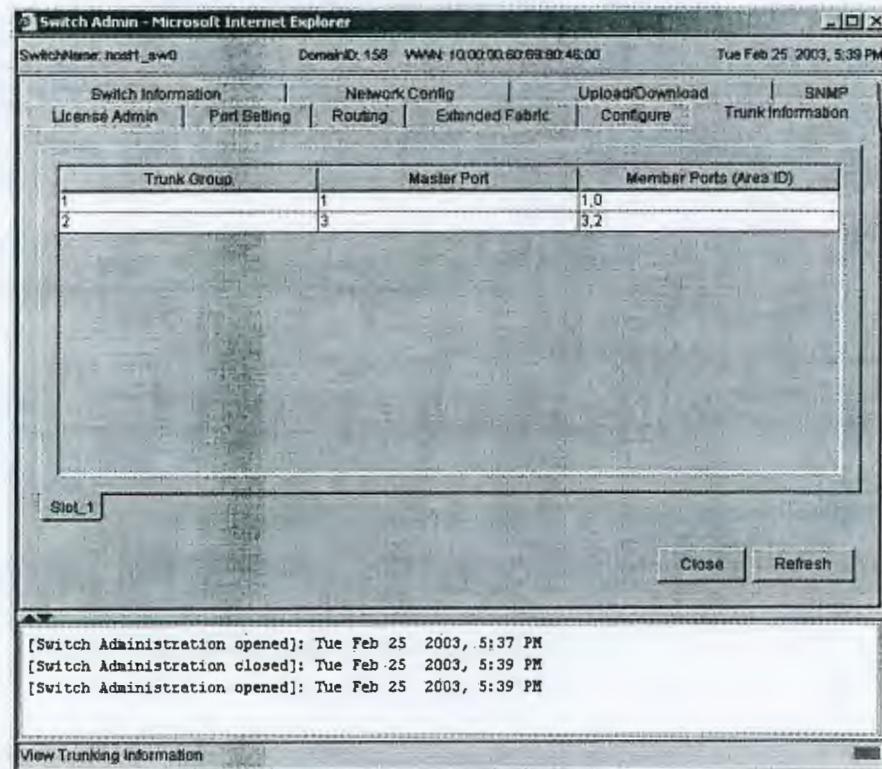 Switch Admin - Microsoft Internet Explorer
SwitchName: host1_sw0 DomainID: 158 WWN: 10:00:00:60:69:80:46:00 Tue Feb 25 2003, 5:39 PM
Switch Information Network Config Upload/Download SNMP
License Admin Port Setting Routing Extended Fabric Configure Trunk Information
Trunk Group Master Port Member Ports (Area ID)
1 1 1,0
2 3 3,2
Slot_1
Close Refresh
[Switch Administration opened]: Tue Feb 25 2003, 5:37 PM
[Switch Administration closed]: Tue Feb 25 2003, 5:39 PM
[Switch Administration opened]: Tue Feb 25 2003, 5:39 PM
View Trunking Information